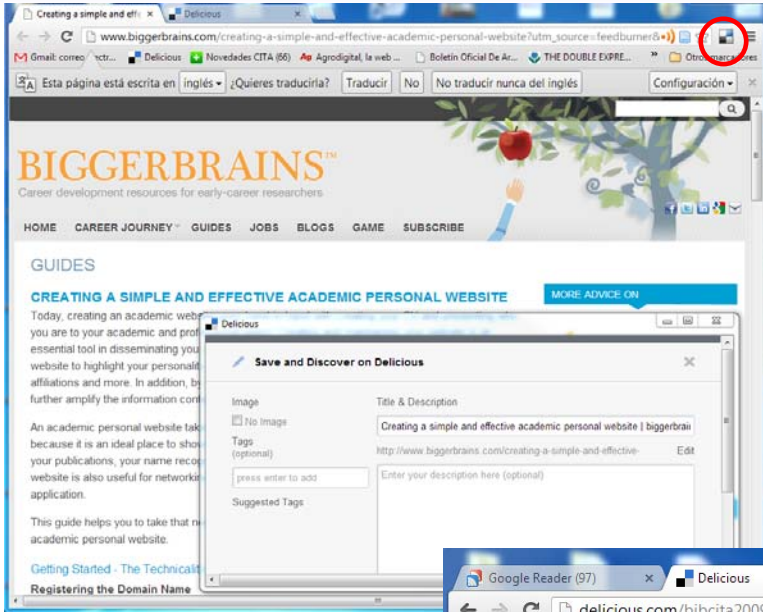 Creating a simple and effe × Delicious ×
www.biggerbrains.com/creating-a-simple-and-effective-academic-personal-website?utm_source=feedburner&
Gmail: correo Delicious Novedades CITA (66) Agrodigital, la web ... Boletín Oficial De Ar... THE DOUBLE EXPRE... » Otros marcadores
Esta página está escrita en inglés ¿Quieres traducirla? Traducir No No traducir nunca del inglés Configuración ×
BIGGERBRAINS™
Career development resources for early-career researchers
HOME CAREER JOURNEY GUIDES JOBS BLOGS GAME SUBSCRIBE
GUIDES
CREATING A SIMPLE AND EFFECTIVE ACADEMIC PERSONAL WEBSITE
MORE ADVICE ON
Today, creating an academic
you are to your academic and
essential tool in disseminating
website to highlight your
affiliations and more. In addition,
further amplify the information
An academic personal website
because it is an ideal place to
your publications, your name
website is also useful for
application.
This guide helps you to take that
academic personal website.
Getting Started - The
Registering the Domain Name
Delicious
Save and Discover on Delicious ×
Image
No Image
Tags
(optional)
press enter to add
Suggested Tags
Title & Description
Creating a simple and effective academic personal website |
http://www.biggerbrains.com/creating-a-simple-and-effective- Edit
Enter your description here (optional)
Google Reader (97) × Delicious
delicious.com/bibcita2009